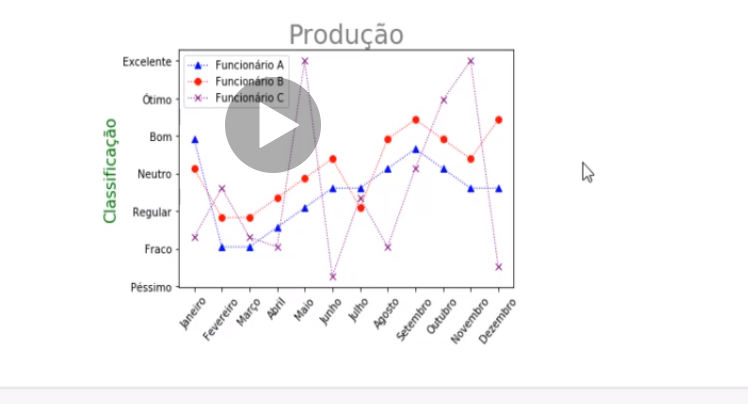 Produção
Classificação
Excelente
Ótimo
Bom
Neutro
Regular
Fraco
Péssimo
Funcionário A
Funcionário B
Funcionário C
Janeiro
Fevereiro
Março
Abril
Maio
Junho
Julho
Agosto
Setembro
Outubro
Novembro
Dezembro